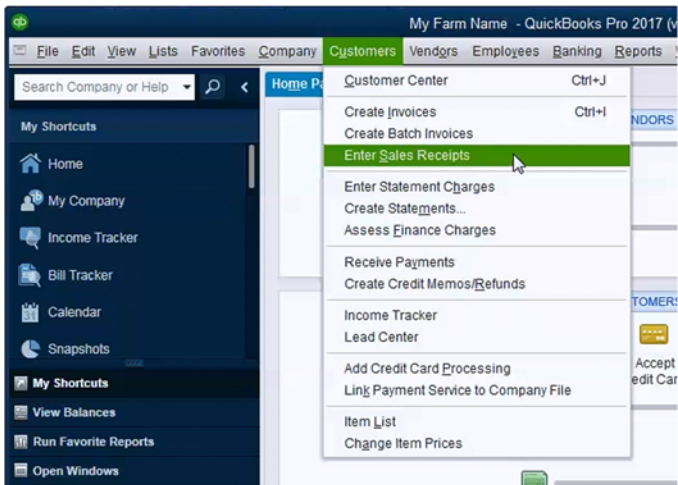 My Farm Name - QuickBooks Pro 2017
File Edit View Lists Favorites Company Customers Vendors Employees Banking Reports
Search Company or Help
Home
My Shortcuts
Home
My Company
Income Tracker
Bill Tracker
Calendar
31
Snapshots
My Shortcuts
View Balances
Run Favorite Reports
Open Windows
Customer Center Ctrl+J
Create Invoices Ctrl+I
Create Batch Invoices
Enter Sales Receipts
Enter Statement Charges
Create Statements...
Assess Finance Charges
Receive Payments
Create Credit Memos/Refunds
Income Tracker
Lead Center
Add Credit Card Processing
Link Payment Service to Company File
Item List
Change Item Prices
NDORS
TOMERS
Accept
edit Car